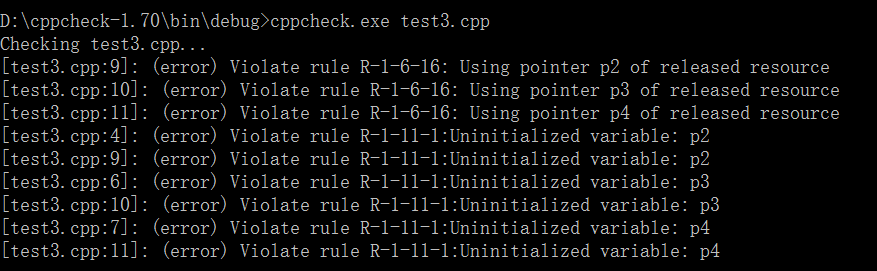 D:\cppcheck-1.70\bin\debug>cppcheck.exe test3.cpp
Checking test3.cpp...
[test3.cpp:9]: (error) Violate rule R-1-6-16: Using pointer p2 of released resource
[test3.cpp:10]: (error) Violate rule R-1-6-16: Using pointer p3 of released resource
[test3.cpp:11]: (error) Violate rule R-1-6-16: Using pointer p4 of released resource
[test3.cpp:4]: (error) Violate rule R-1-11-1:Uninitialized variable: p2
[test3.cpp:9]: (error) Violate rule R-1-11-1:Uninitialized variable: p2
[test3.cpp:6]: (error) Violate rule R-1-11-1:Uninitialized variable: p3
[test3.cpp:10]: (error) Violate rule R-1-11-1:Uninitialized variable: p3
[test3.cpp:7]: (error) Violate rule R-1-11-1:Uninitialized variable: p4
[test3.cpp:11]: (error) Violate rule R-1-11-1:Uninitialized variable: p4